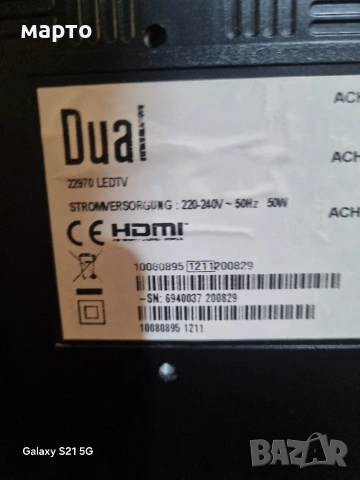 марто
Dual
ACH
22970 LEDTV
ACH
STROMVERSORGUNG : 220-240V ~ 50Hz 50W
ACH
CE HDMI
10080895 1211 200829
-SN: 6940037 200829
10080895 1211
Galaxy S21 5G
BAZAR